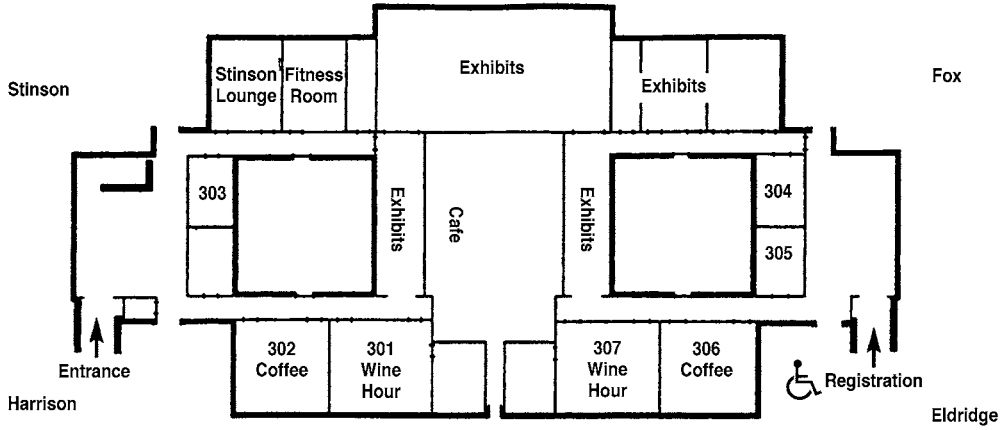 Stinson
Stinson
Lounge
Fitness
Room
Exhibits
Exhibits
Fox
303
Exhibits
Cafe
Exhibits
304
305
Entrance
302
Coffee
301
Wine
Hour
307
Wine
Hour
306
Coffee
Registration
Harrison
Eldridge